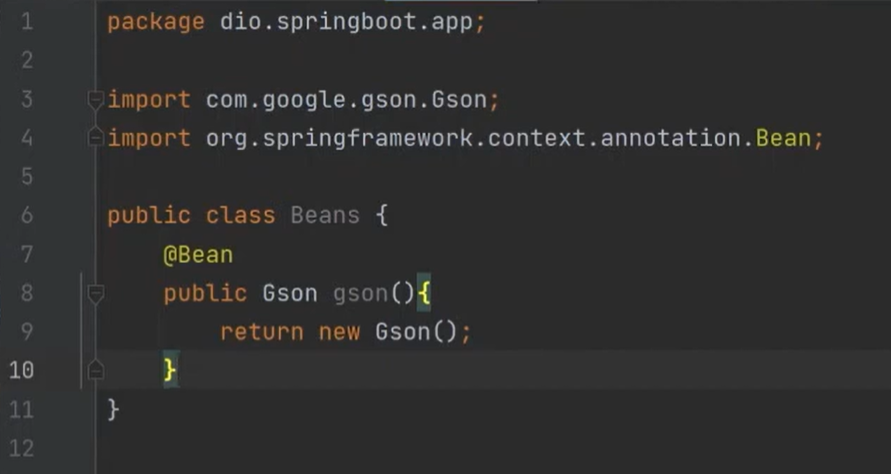 1 package dio.springboot.app;
2
3 import com.google.gson.Gson;
4 import org.springframework.context.annotation.Bean;
5
6 public class Beans {
7 @Bean
8 public Gson gson(){
9 return new Gson();
10 }
11 }
12